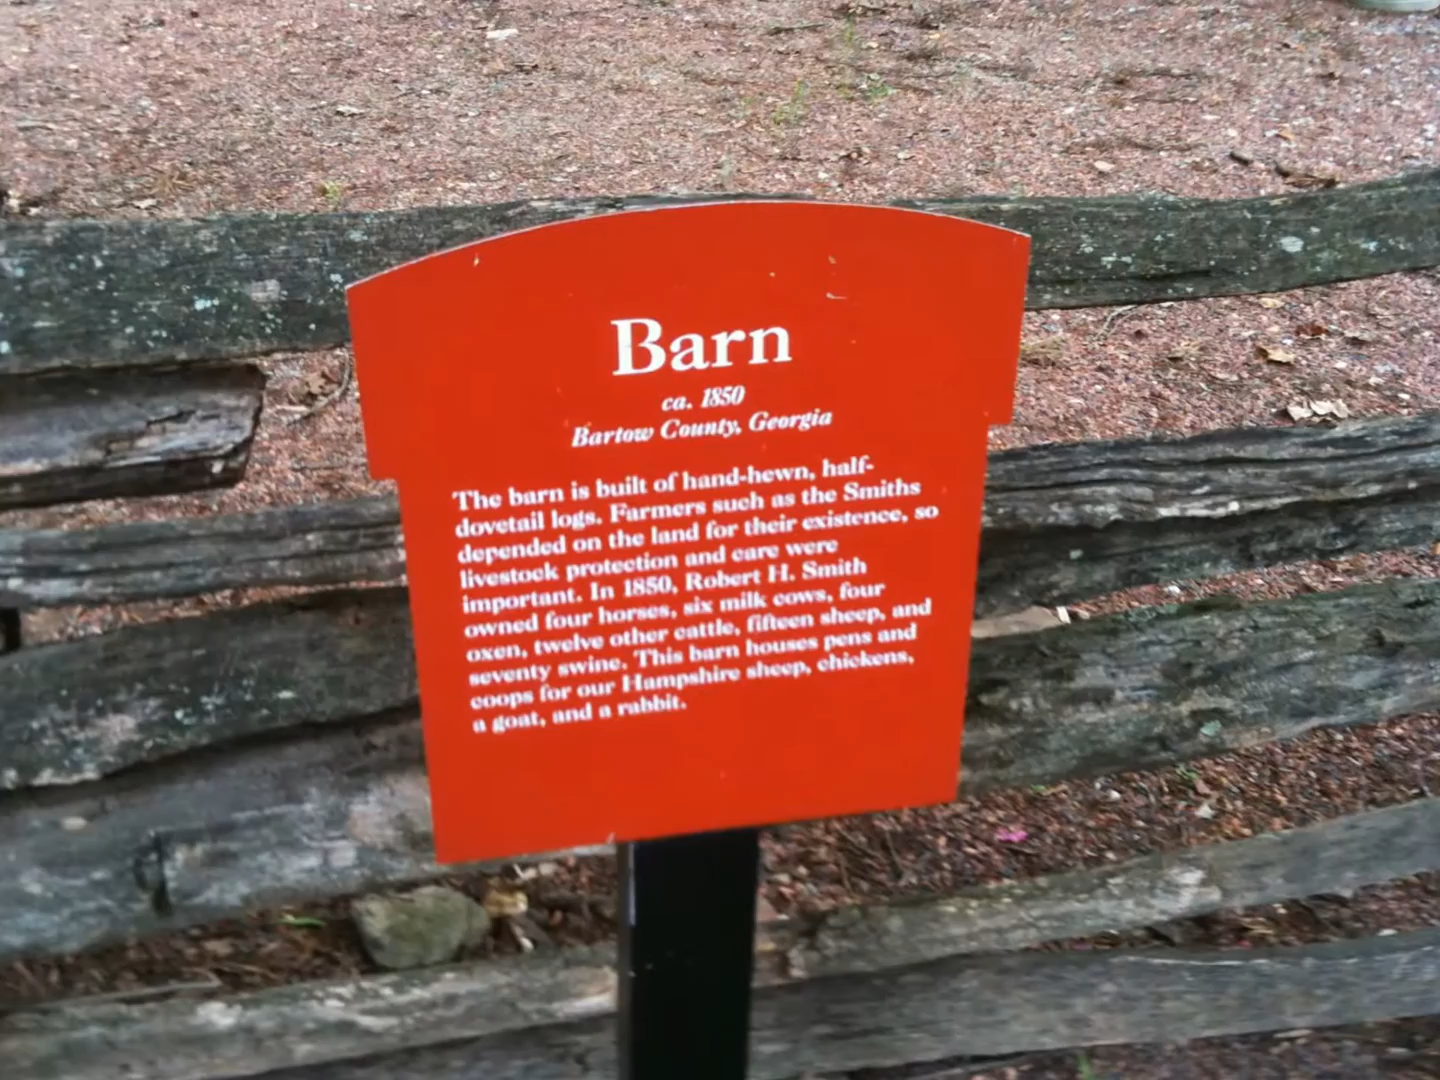 Barn
ca. 1850
Bartow County, Georgia
The barn is built of hand-hewn, half-
dovetail logs. Farmers such as the Smiths
depended on the land for their existence, so
livestock protection and care were
important. In 1850, Robert H. Smith
owned four horses, six milk cows, four
oxen, twelve other cattle, fifteen sheep, and
seventy swine. This barn houses pens and
coops for our Hampshire sheep, chickens,
a goat, and a rabbit.